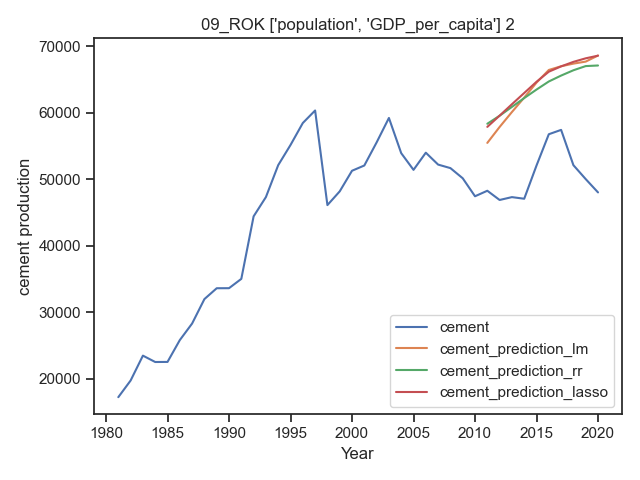 09_ROK ['population', 'GDP_per_capita'] 2
70000
60000
50000
40000
30000
20000
cement production
1980 1985 1990 1995 2000 2005 2010 2015 2020
Year
cement
cement_prediction_lm
cement_prediction_rr
cement_prediction_lasso